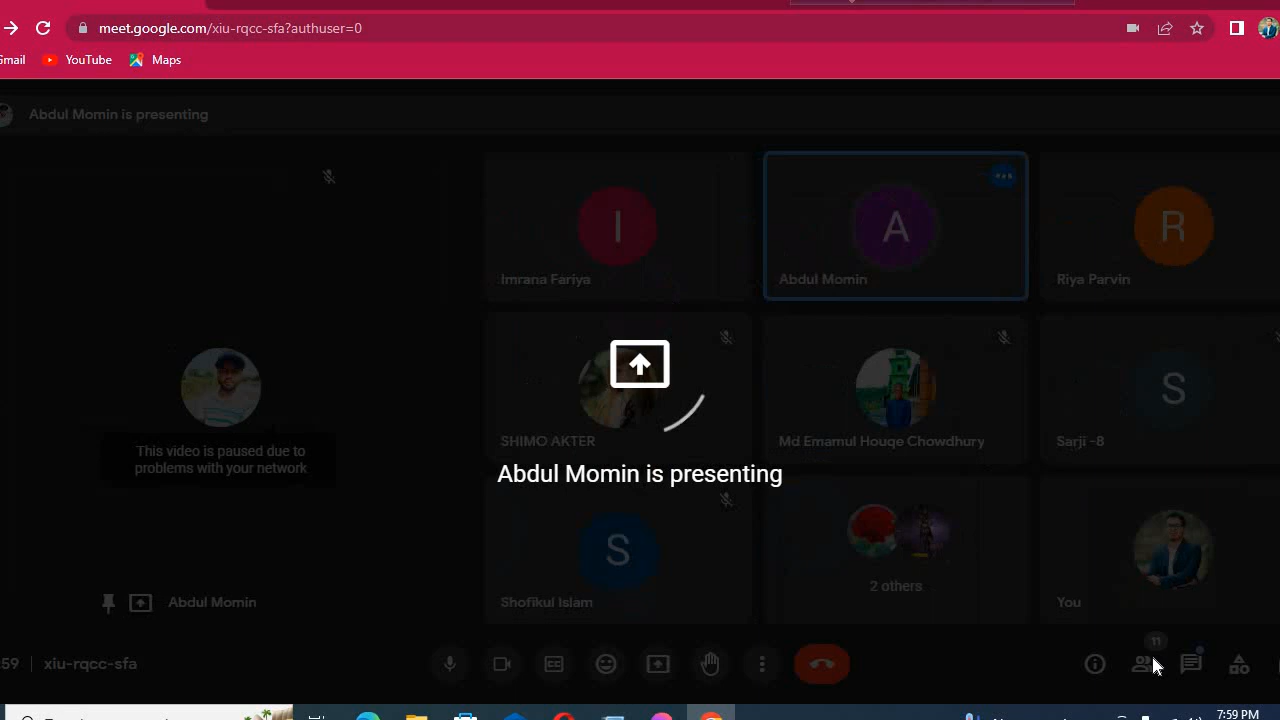 meet.google.com/xiu-rqcc-sfa?authuser=0
Gmail YouTube Maps
Abdul Momin is presenting
I
Imrana Fariya
A
Abdul Momin
R
Riya Parvin
This video is paused due to
problems with your network
SHIMO AKTER
Md Emamul Houqe Chowdhury
S
Sarji -8
Abdul Momin is presenting
Abdul Momin
S
Shofikul Islam
2 others
You
:59 xiu-rqcc-sfa
CC
11
7:59 PM